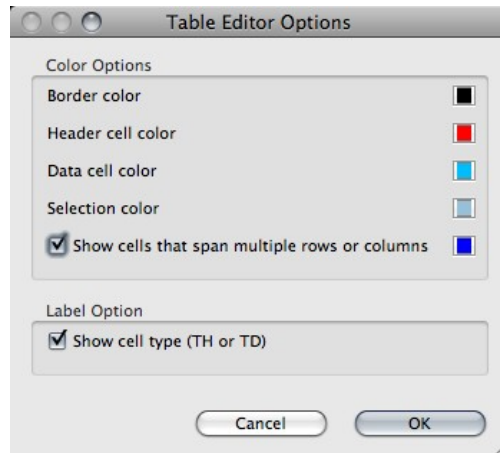 Table Editor Options
Color Options
Border color
Header cell color
Data cell color
Selection color
Show cells that span multiple rows or columns
Label Option
Show cell type (TH or TD)
Cancel OK